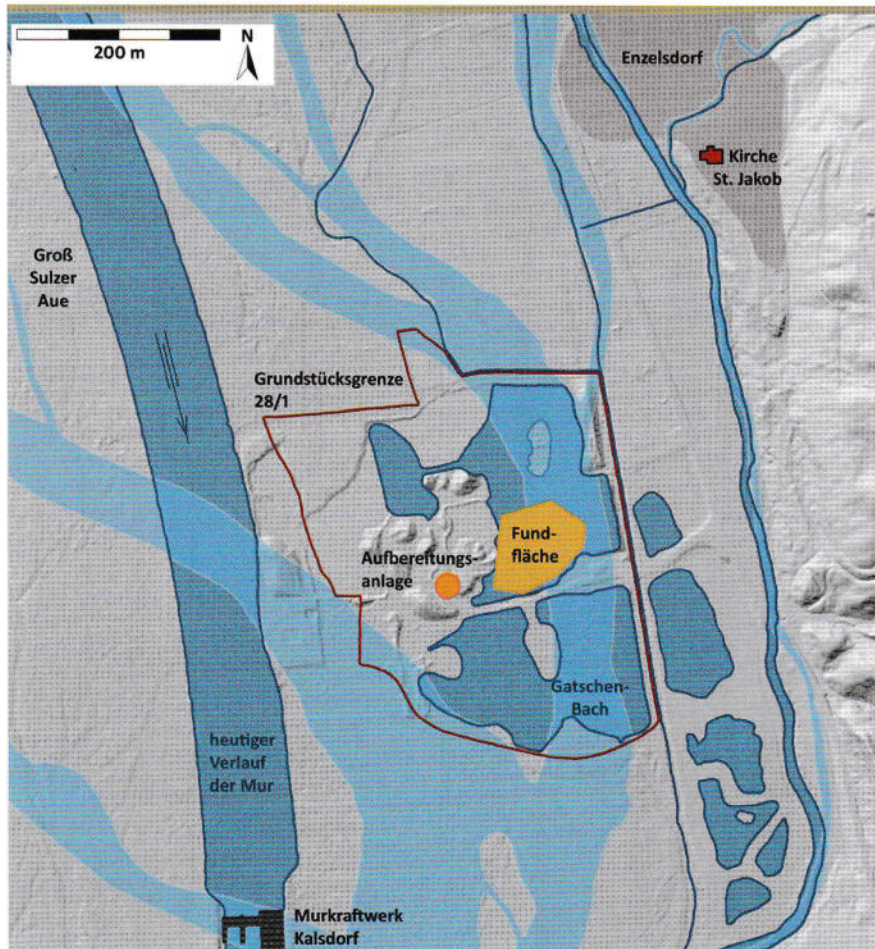 N
200 m
Enzelsdorf
Kirche
St. Jakob
Groß
Sulzer
Aue
Grundstücksgrenze
28/1
Fund-
fläche
Aufbereitungs-
anlage
Gatschen-
Bach
heutiger
Verlauf
der Mur
Murkraftwerk
Kalsdorf